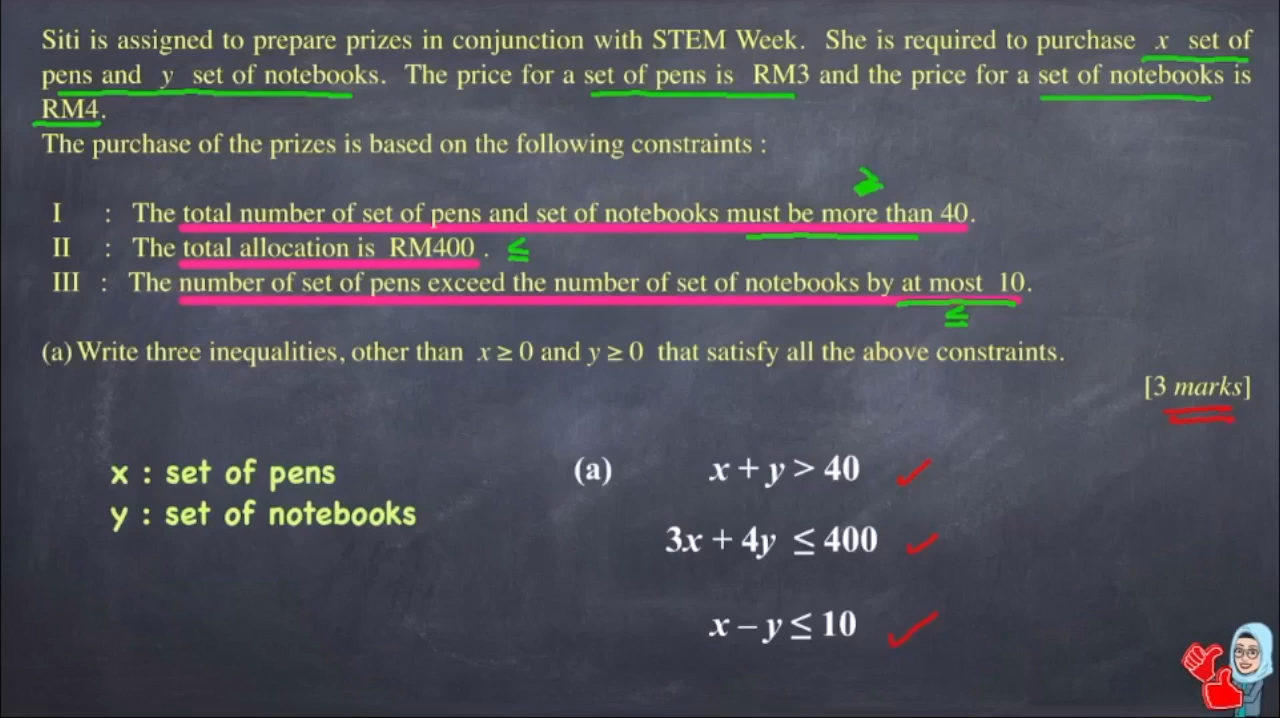 Siti is assigned to prepare prizes in conjunction with STEM Week. She is required to purchase x set of
pens and y set of notebooks. The price for a set of pens is RM3 and the price for a set of notebooks is
RM4.
The purchase of the prizes is based on the following constraints :
>
I : The total number of set of pens and set of notebooks must be more than 40.
II : The total allocation is RM400 . ≤
III : The number of set of pens exceed the number of set of notebooks by at most 10.
≤
(a) Write three inequalities, other than x ≥ 0 and y ≥ 0 that satisfy all the above constraints.
[3 marks]
x : set of pens
y : set of notebooks
(a) x + y > 40
3x + 4y ≤ 400
x – y ≤ 10